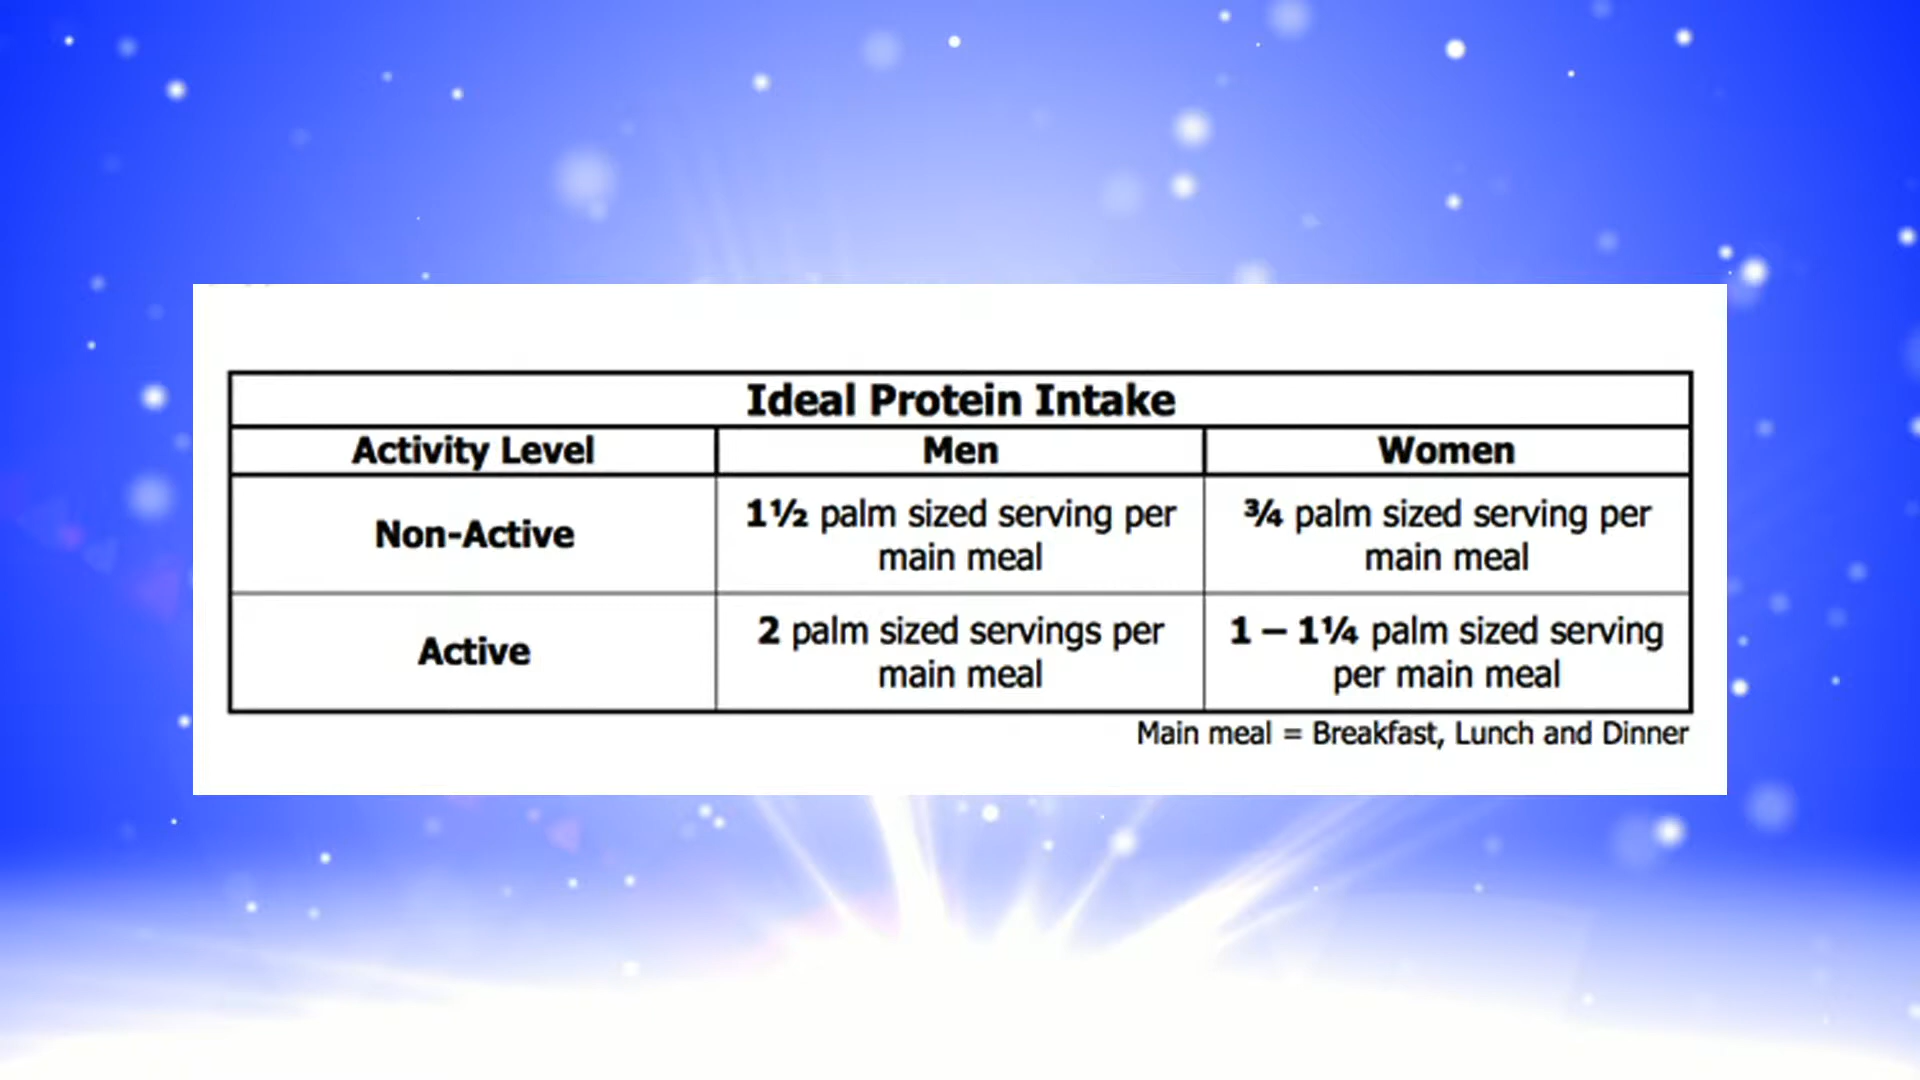 Ideal Protein Intake
Activity Level
Men
Women
Non-Active
1½ palm sized serving per
main meal
¾ palm sized serving per
main meal
Active
2 palm sized servings per
main meal
1 – 1¼ palm sized serving
per main meal
Main meal = Breakfast, Lunch and Dinner